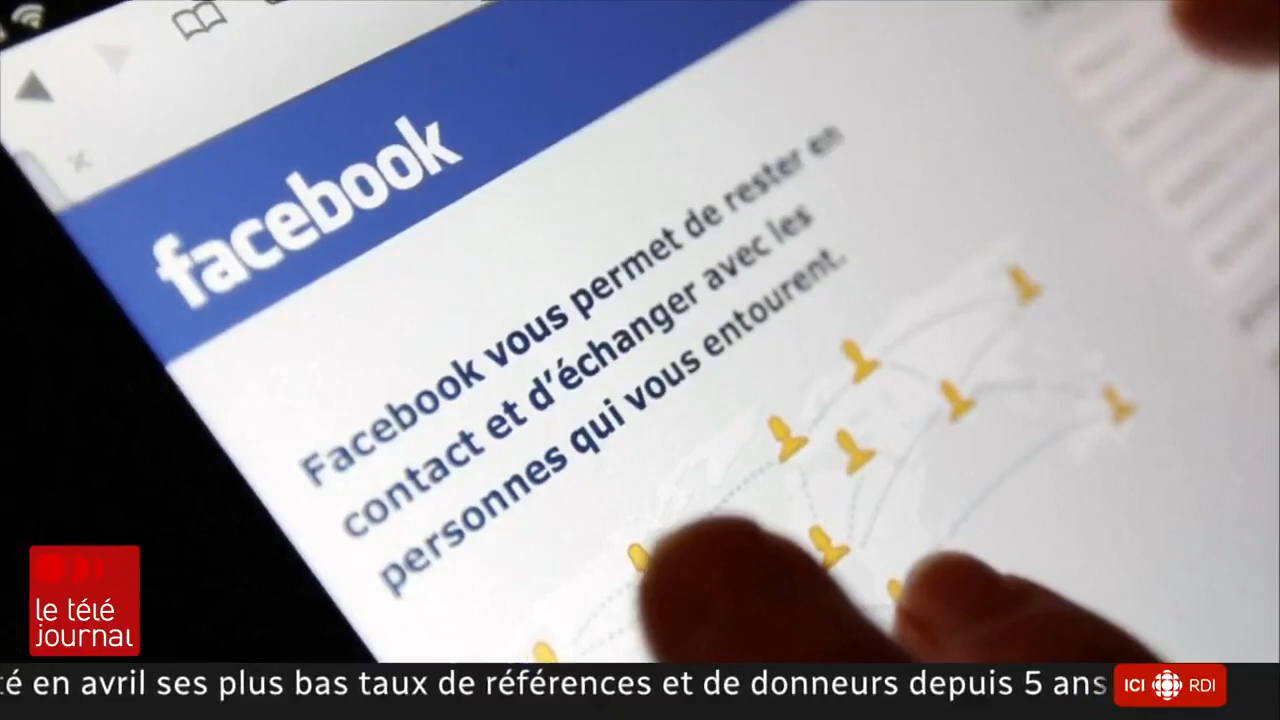 facebook
Facebook vous permet de rester en
contact et d'échanger avec les
personnes qui vous entourent.
le télé
journal
té en avril ses plus bas taux de références et de donneurs depuis 5 ans
ICI RDI